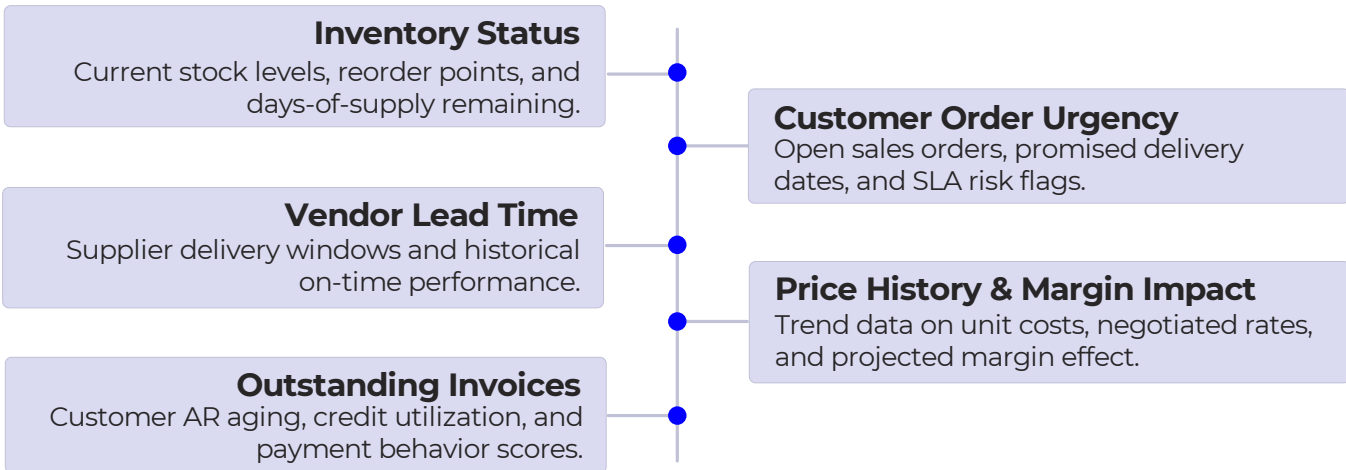 Inventory Status
Current stock levels, reorder points, and
days-of-supply remaining.
Customer Order Urgency
Open sales orders, promised delivery
dates, and SLA risk flags.
Vendor Lead Time
Supplier delivery windows and historical
on-time performance.
Price History & Margin Impact
Trend data on unit costs, negotiated rates,
and projected margin effect.
Outstanding Invoices
Customer AR aging, credit utilization, and
payment behavior scores.